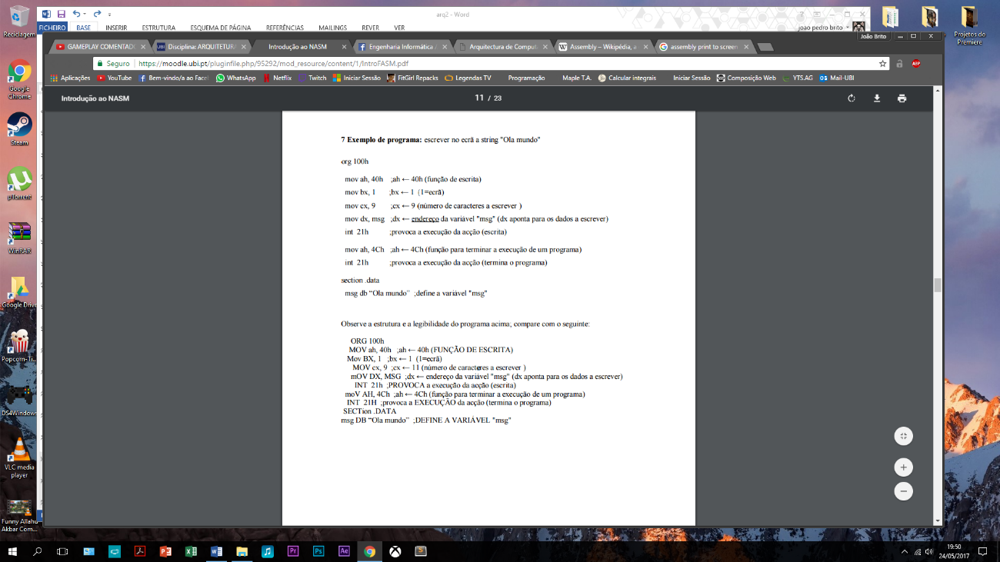 arq2 - Word
FICHEIRO BASE INSERIR ESTRUTURA ESQUEMA DE PÁGINA REFERÊNCIAS MAILINGS REVER VER joao pedro brito
João Brito
GAMEPLAY COMENTADO Disciplina: ARQUITETURA Introdução ao NASM Engenharia Informática Arquitetura de Comput Assembly – Wikipédia, a assembly print to screen
Seguro https://moodle.ubi.pt/pluginfile.php/95292/mod_resource/content/1/IntroFASM.pdf
Aplicações YouTube Bem-vindo/a ao Facel WhatsApp Netflix Twitch Iniciar Sessão FitGirl Repacks Legendas TV Programação Maple T.A. Calcular integrais Iniciar Sessão Composição Web YTS.AG Mail-UBI
Introdução ao NASM 11 / 23
7 Exemplo de programa: escrever no ecrã a string "Ola mundo"
org 100h
mov ah, 40h ;ah ← 40h (função de escrita)
mov bx, 1 ;bx ← 1 (1=ecrã)
mov cx, 9 ;cx ← 9 (número de caracteres a escrever )
mov dx, msg ;dx ← endereço da variável "msg" (dx aponta para os dados a escrever)
int 21h ;provoca a execução da acção (escrita)
mov ah, 4Ch ;ah ← 4Ch (função para terminar a execução de um programa)
int 21h ;provoca a execução da acção (termina o programa)
section .data
msg db “Ola mundo” ;define a variável "msg"
Observe a estrutura e a legibilidade do programa acima; compare com o seguinte:
ORG 100h
MOV ah, 40h ;ah ← 40h (FUNÇÃO DE ESCRITA)
Mov BX, 1 ;bx ← 1 (1=ecrã)
MOV cx, 9 ;cx ← 11 (número de caracteres a escrever )
mOV DX, MSG ;dx ← endereço da variável "msg" (dx aponta para os dados a escrever)
INT 21h ;PROVOCA a execução da acção (escrita)
moV AH, 4Ch ;ah ← 4Ch (função para terminar a execução de um programa)
INT 21H ;provoca a EXECUÇÃO da acção (termina o programa)
SECTion .DATA
msg DB “Ola mundo” ;DEFINE A VARIÁVEL "msg"
Reciclagem
Google
Chrome
Steam
µTorrent
WinRAR
Google Drive
Popcorn-Ti...
DS4Windows
VLC media
player
Funny Allahu
Akbar Com...
Projetos do
Premiere
19:50
24/05/2017